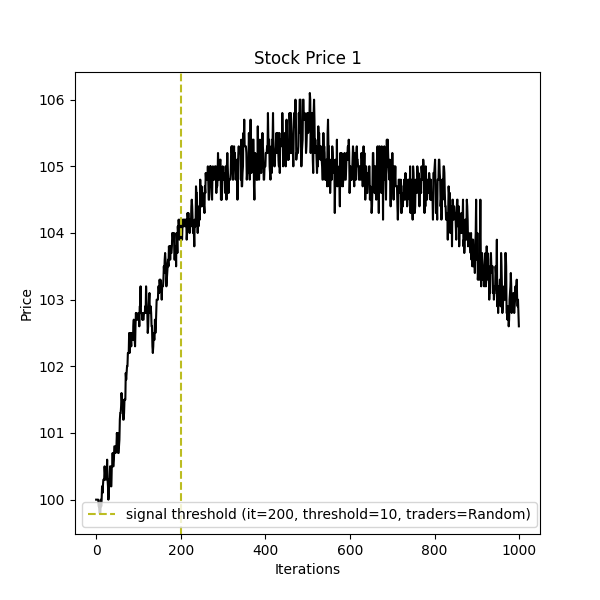 Stock Price 1
106
105
104
103
102
101
100
Price
signal threshold (it=200, threshold=10, traders=Random)
0 200 400 600 800 1000
Iterations